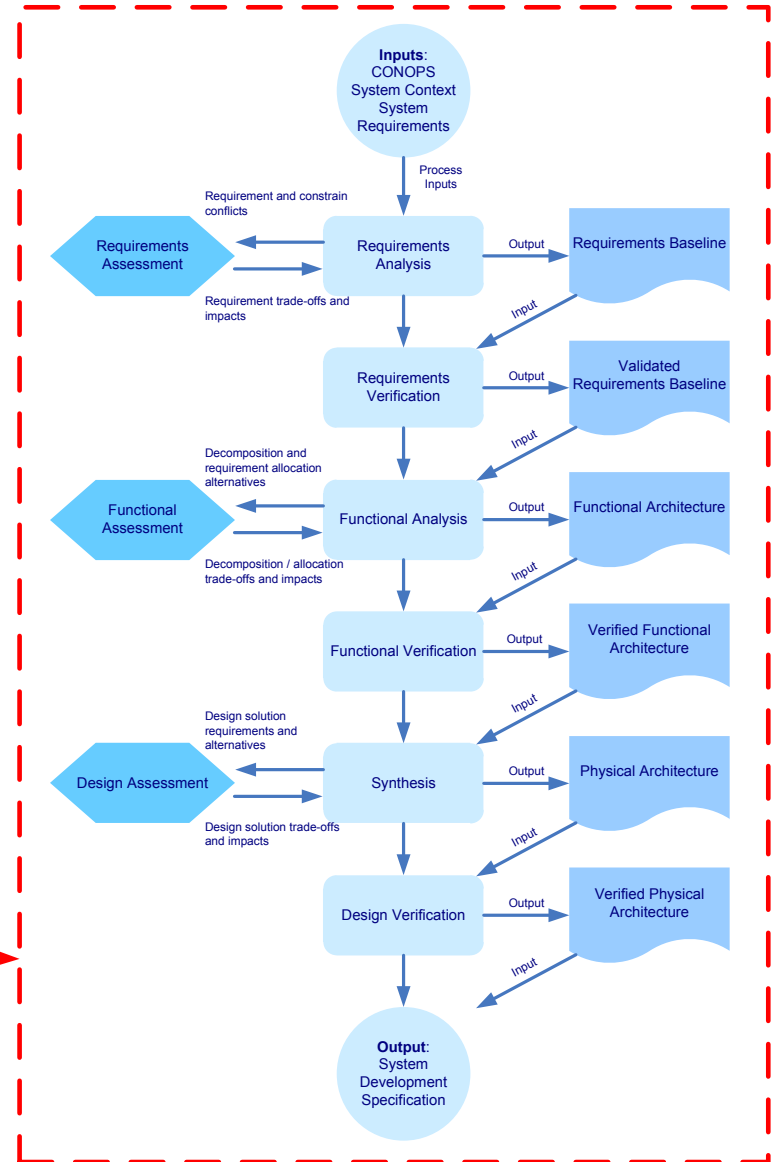 Inputs:
CONOPS
System Context
System
Requirements
Process
Inputs
Requirement and constrain
conflicts
Requirements
Assessment
Requirements
Analysis
Output
Requirements Baseline
Requirement trade-offs and
impacts
Input
Requirements
Verification
Output
Validated
Requirements Baseline
Input
Decomposition and
requirement allocation
alternatives
Functional
Assessment
Functional Analysis
Output
Functional Architecture
Decomposition / allocation
trade-offs and impacts
Input
Functional Verification
Output
Verified Functional
Architecture
Input
Design solution
requirements and
alternatives
Design Assessment
Synthesis
Output
Physical Architecture
Design solution trade-offs
and impacts
Input
Design Verification
Output
Verified Physical
Architecture
Input
Output:
System
Development
Specification